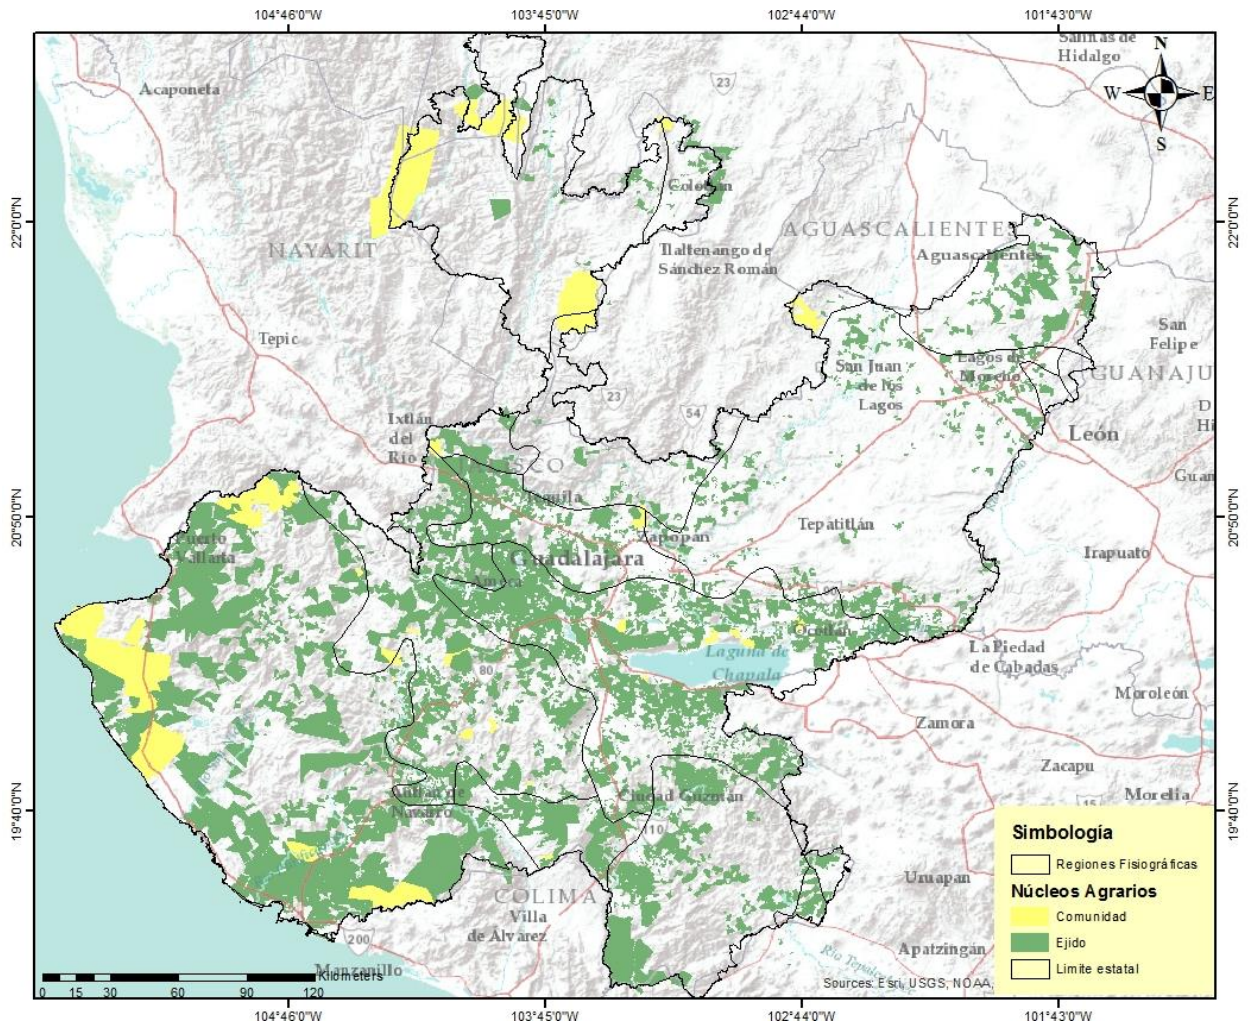 104°46'0"W
103°45'0"W
102°44'0"W
101°43'0"W
Salinas de
Hidalgo
N
W
E
S
Acaponeta
23
Colotlán
22°0'0"N
22°0'0"N
NAYARIT
AGUASCALIENTES
Aguascalientes
Tlaltenango de
Sánchez Román
Tepic
San
Felipe
San Juan
de los
Lagos
Lagos de
Moreno
GUANAJU
23
54
Ixtlán
del
Río
León
JALISCO
Guan
Tequila
20°50'0"N
20°50'0"N
Tepatitlán
Zapopan
Puerto
Vallarta
Guadalajara
Irapuato
Ameca
Ocotlán
Laguna de
Chapala
La Piedad
de Cabadas
80
Moroleón
Zamora
Zacapu
Autlán de
Navarro
Ciudad Guzmán
15
Morelia
19°40'0"N
19°40'0"N
110
Simbología
Regiones Fisiográficas
Núcleos Agrarios
Comunidad
Ejido
Limite estatal
COLIMA
Uruapan
Villa
de Álvarez
200
Apatzingán
Manzanillo
Kilometers
0 15 30 60 90 120
Sources: Esri, USGS, NOAA,
104°46'0"W
103°45'0"W
102°44'0"W
101°43'0"W